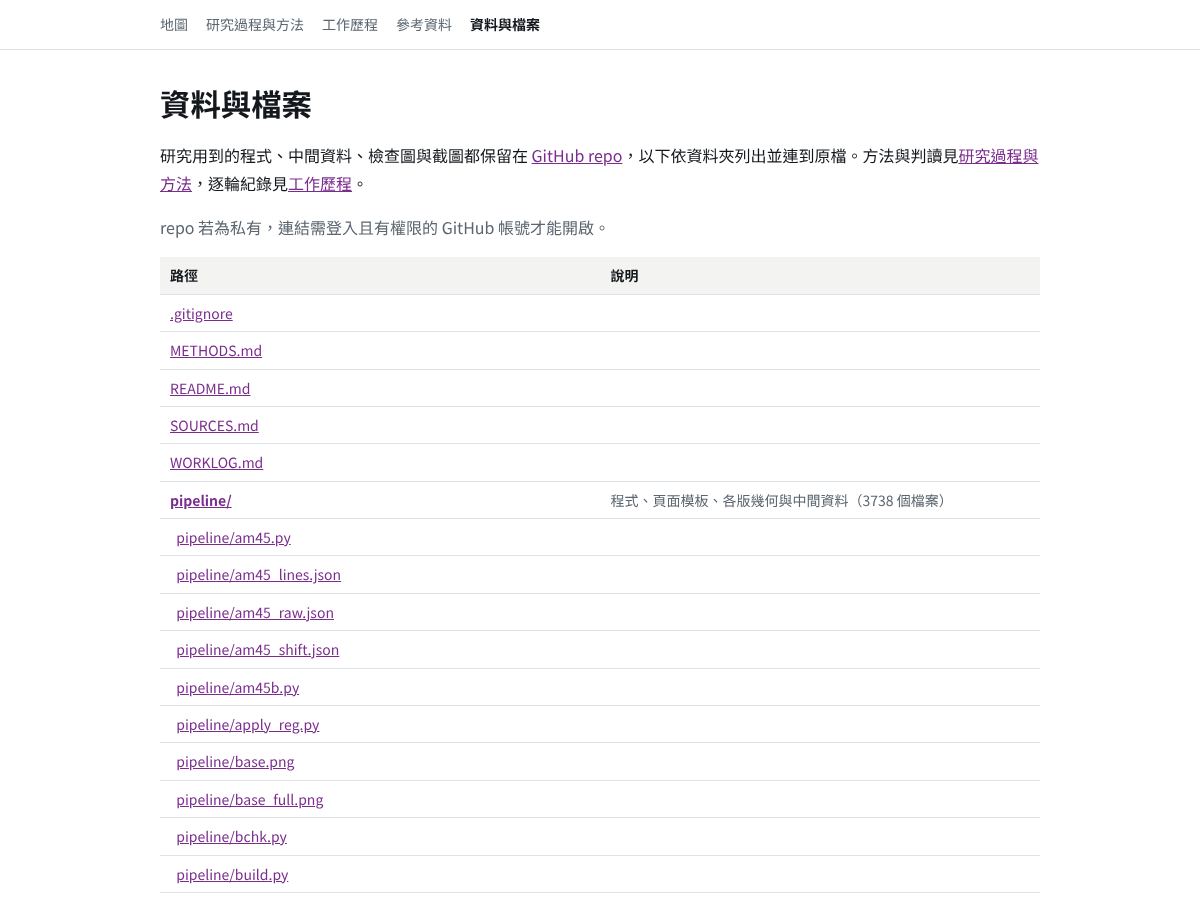 地圖 研究過程與方法 工作歷程 參考資料 資料與檔案
資料與檔案
研究用到的程式、中間資料、檢查圖與截圖都保留在 GitHub repo，以下依資料夾列出並連到原檔。方法與判讀見研究過程與
方法，逐輪紀錄見工作歷程。
repo 若為私有，連結需登入且有權限的 GitHub 帳號才能開啟。
路徑 說明
.gitignore
METHODS.md
README.md
SOURCES.md
WORKLOG.md
pipeline/ 程式、頁面模板、各版幾何與中間資料（3738 個檔案）
pipeline/am45.py
pipeline/am45_lines.json
pipeline/am45_raw.json
pipeline/am45_shift.json
pipeline/am45b.py
pipeline/apply_reg.py
pipeline/base.png
pipeline/base_full.png
pipeline/bchk.py
pipeline/build.py